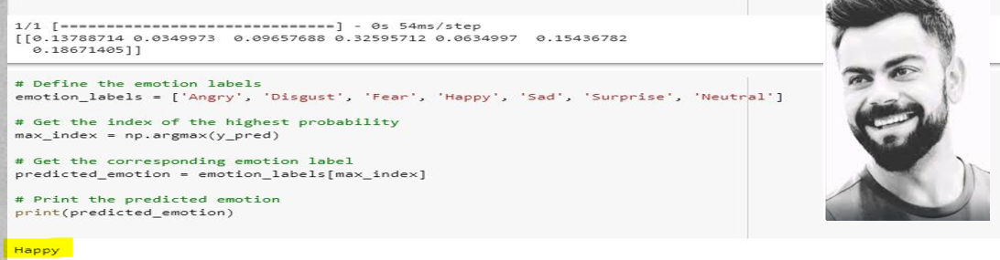 1/1 [==============================] - 0s 54ms/step
[[0.13788714 0.0349973  0.09657688 0.32595712 0.0634997  0.15436782
  0.18671405]]
# Define the emotion labels
emotion_labels = ['Angry', 'Disgust', 'Fear', 'Happy', 'Sad', 'Surprise', 'Neutral']
# Get the index of the highest probability
max_index = np.argmax(y_pred)
# Get the corresponding emotion label
predicted_emotion = emotion_labels[max_index]
# Print the predicted emotion
print(predicted_emotion)
Happy